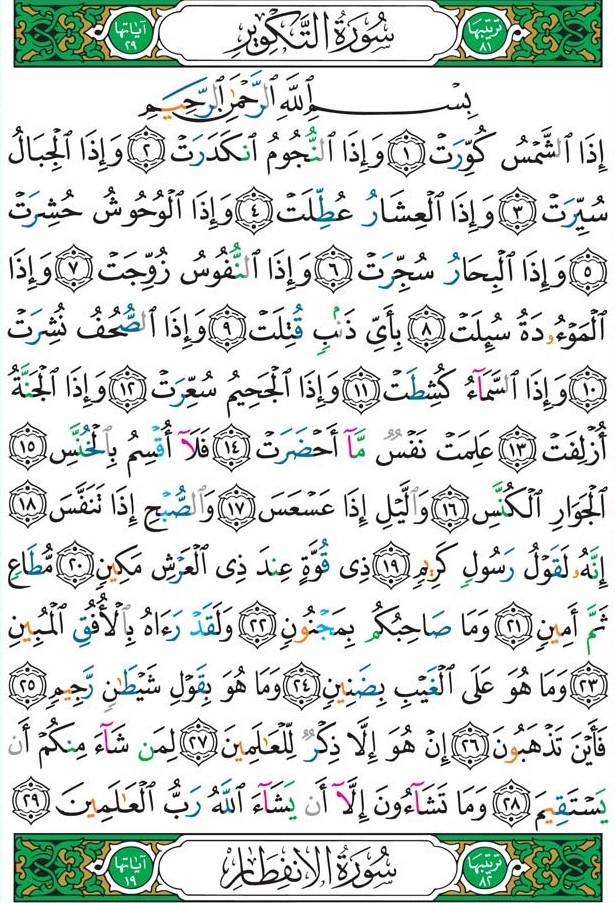 ترتيبها ٨١ سُورَةُ التَّكْوِيرِ آياتها ٢٩
بِسْمِ ٱللَّهِ ٱلرَّحْمَٰنِ ٱلرَّحِيمِ
إِذَا ٱلشَّمْسُ كُوِّرَتْ ١ وَإِذَا ٱلنُّجُومُ ٱنكَدَرَتْ ٢ وَإِذَا ٱلْجِبَالُ
سُيِّرَتْ ٣ وَإِذَا ٱلْعِشَارُ عُطِّلَتْ ٤ وَإِذَا ٱلْوُحُوشُ حُشِرَتْ
٥ وَإِذَا ٱلْبِحَارُ سُجِّرَتْ ٦ وَإِذَا ٱلنُّفُوسُ زُوِّجَتْ ٧ وَإِذَا
ٱلْمَوْءُۥدَةُ سُئِلَتْ ٨ بِأَىِّ ذَنۢبٍ قُتِلَتْ ٩ وَإِذَا ٱلصُّحُفُ نُشِرَتْ
١٠ وَإِذَا ٱلسَّمَآءُ كُشِطَتْ ١١ وَإِذَا ٱلْجَحِيمُ سُعِّرَتْ ١٢ وَإِذَا ٱلْجَنَّةُ
أُزْلِفَتْ ١٣ عَلِمَتْ نَفْسٌ مَّآ أَحْضَرَتْ ١٤ فَلَآ أُقْسِمُ بِٱلْخُنَّسِ ١٥
ٱلْجَوَارِ ٱلْكُنَّسِ ١٦ وَٱلَّيْلِ إِذَا عَسْعَسَ ١٧ وَٱلصُّبْحِ إِذَا تَنَفَّسَ ١٨
إِنَّهُۥ لَقَوْلُ رَسُولٍ كَرِيمٍ ١٩ ذِى قُوَّةٍ عِندَ ذِى ٱلْعَرْشِ مَكِينٍ ٢٠ مُّطَاعٍ
ثَمَّ أَمِينٍ ٢١ وَمَا صَاحِبُكُم بِمَجْنُونٍ ٢٢ وَلَقَدْ رَءَاهُ بِٱلْأُفُقِ ٱلْمُبِينِ
٢٣ وَمَا هُوَ عَلَى ٱلْغَيْبِ بِضَنِينٍ ٢٤ وَمَا هُوَ بِقَوْلِ شَيْطَٰنٍ رَّجِيمٍ ٢٥
فَأَيْنَ تَذْهَبُونَ ٢٦ إِنْ هُوَ إِلَّا ذِكْرٌ لِّلْعَٰلَمِينَ ٢٧ لِمَن شَآءَ مِنكُمْ أَن
يَسْتَقِيمَ ٢٨ وَمَا تَشَآءُونَ إِلَّآ أَن يَشَآءَ ٱللَّهُ رَبُّ ٱلْعَٰلَمِينَ ٢٩
ترتيبها ٨٢ سُورَةُ الِانْفِطَارِ آياتها ١٩